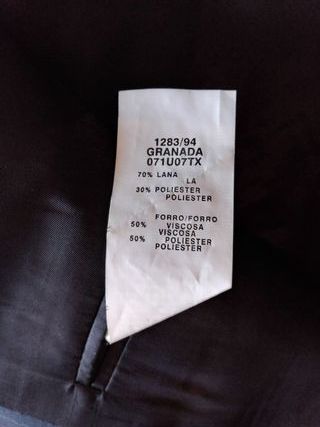 1283/94
GRANADA
071U07TX
70% LANA
LA
30% POLIESTER
POLIESTER
FORRO/FORRO
50% VISCOSA
VISCOSA
50% POLIESTER
POLIESTER